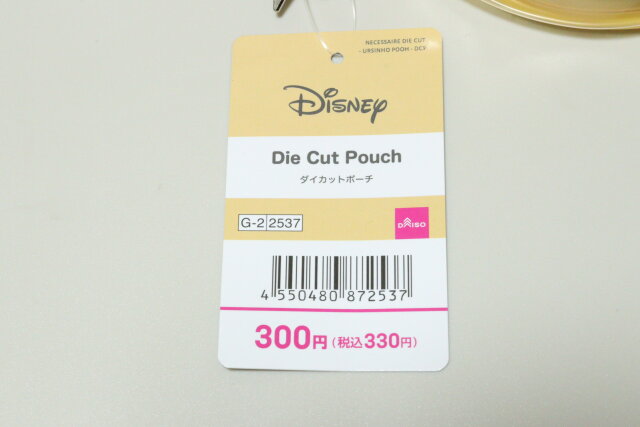 NECESSAIRE DIE CUT
- URSINHO POOH - DC3
Disney
Die Cut Pouch
ダイカットポーチ
G-2 2537
DAISO
4 550480 872537
300円(税込330円)